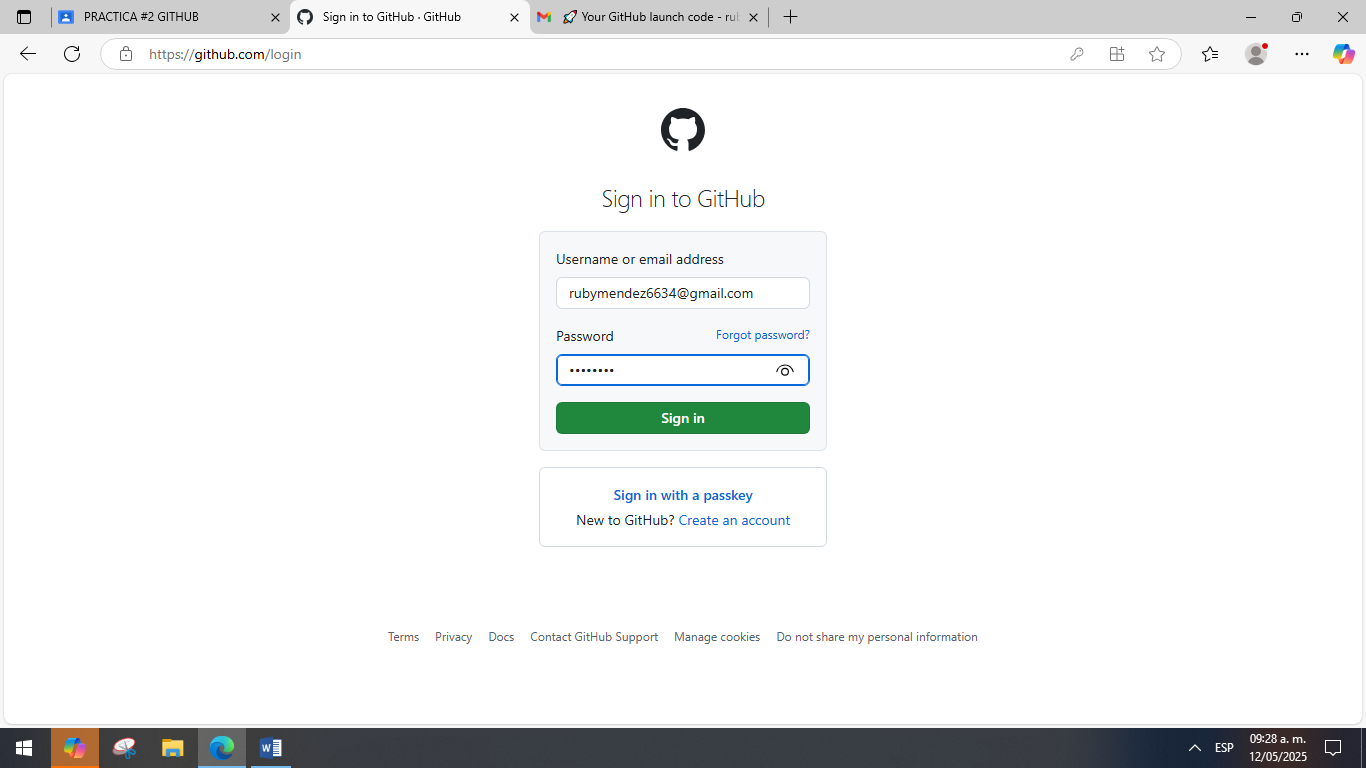 PRACTICA #2 GITHUB
Sign in to GitHub · GitHub
Your GitHub launch code - rub
https://github.com/login
Sign in to GitHub
Username or email address
rubymendez6634@gmail.com
Password Forgot password?
••••••••
Sign in
Sign in with a passkey
New to GitHub? Create an account
Terms Privacy Docs Contact GitHub Support Manage cookies Do not share my personal information
ESP
09:28 a. m.
12/05/2025